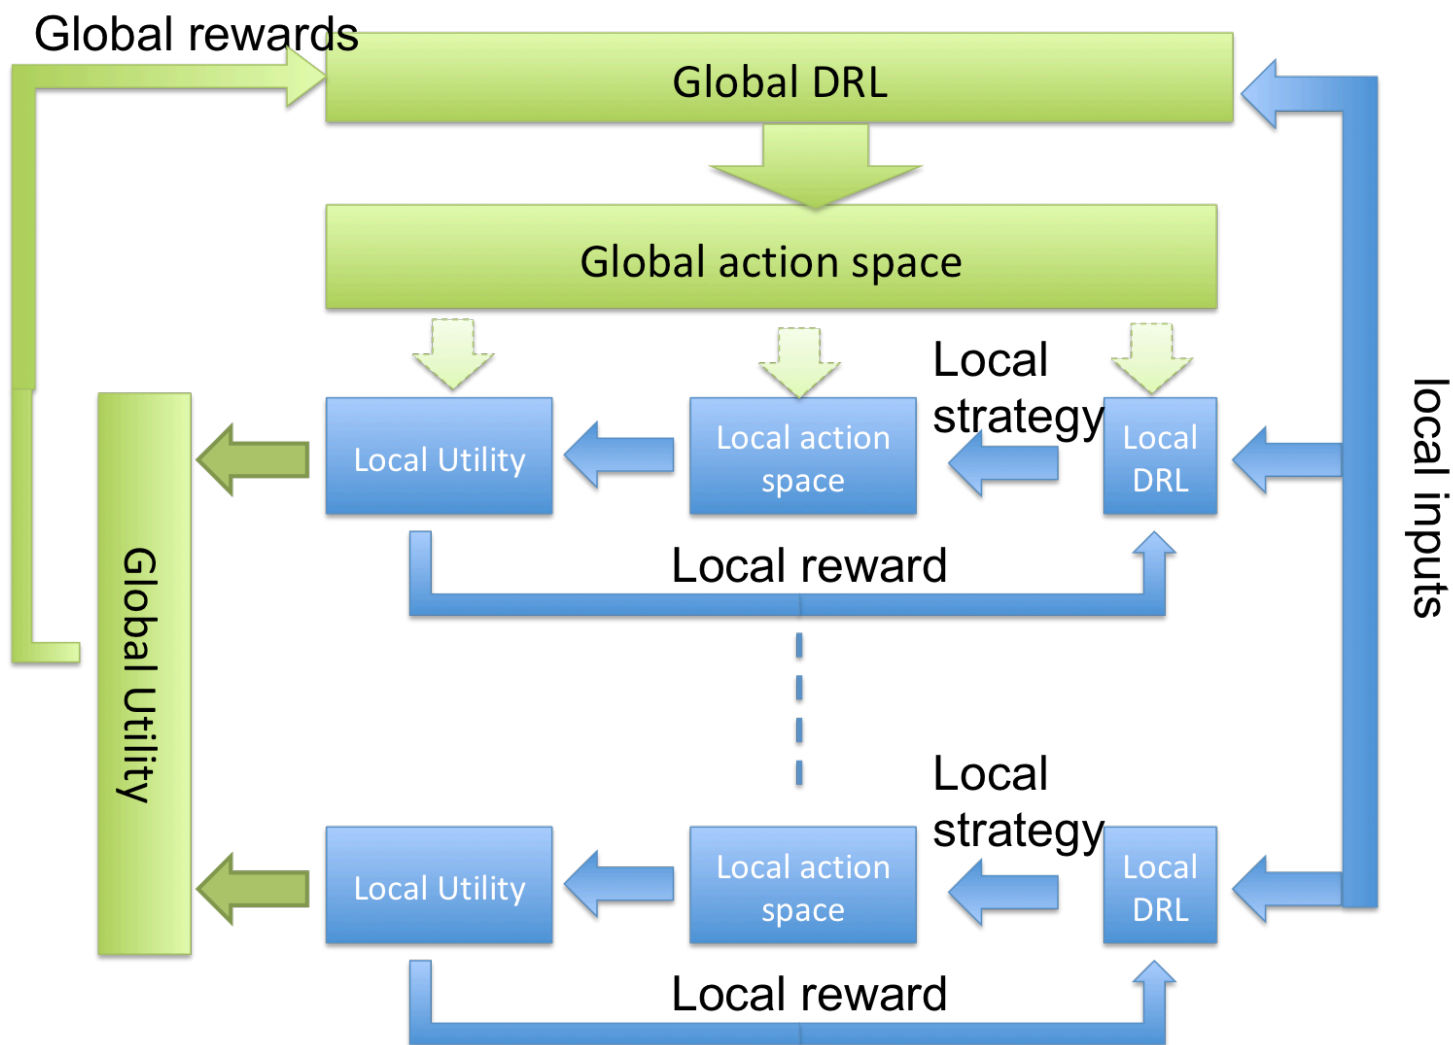 Global rewards
Global DRL
Global action space
Local
strategy
Local Utility
Local action
space
Local
DRL
Local reward
local inputs
Global Utility
Local
strategy
Local Utility
Local action
space
Local
DRL
Local reward